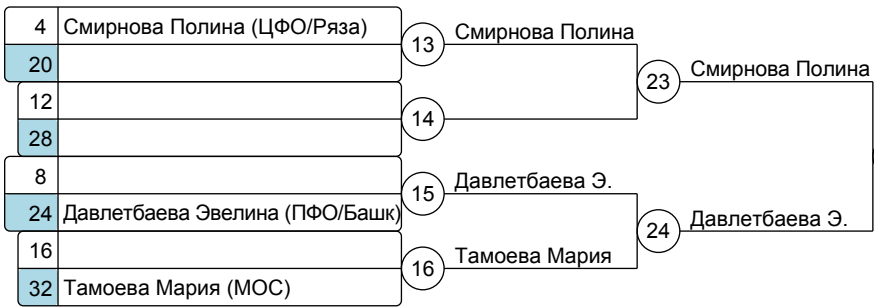 4 Смирнова Полина (ЦФО/Ряза)
20
13
Смирнова Полина
12
28
14
23
Смирнова Полина
8
24 Давлетбаева Эвелина (ПФО/Башк)
15
Давлетбаева Э.
16
32 Тамоева Мария (МОС)
16
Тамоева Мария
24
Давлетбаева Э.